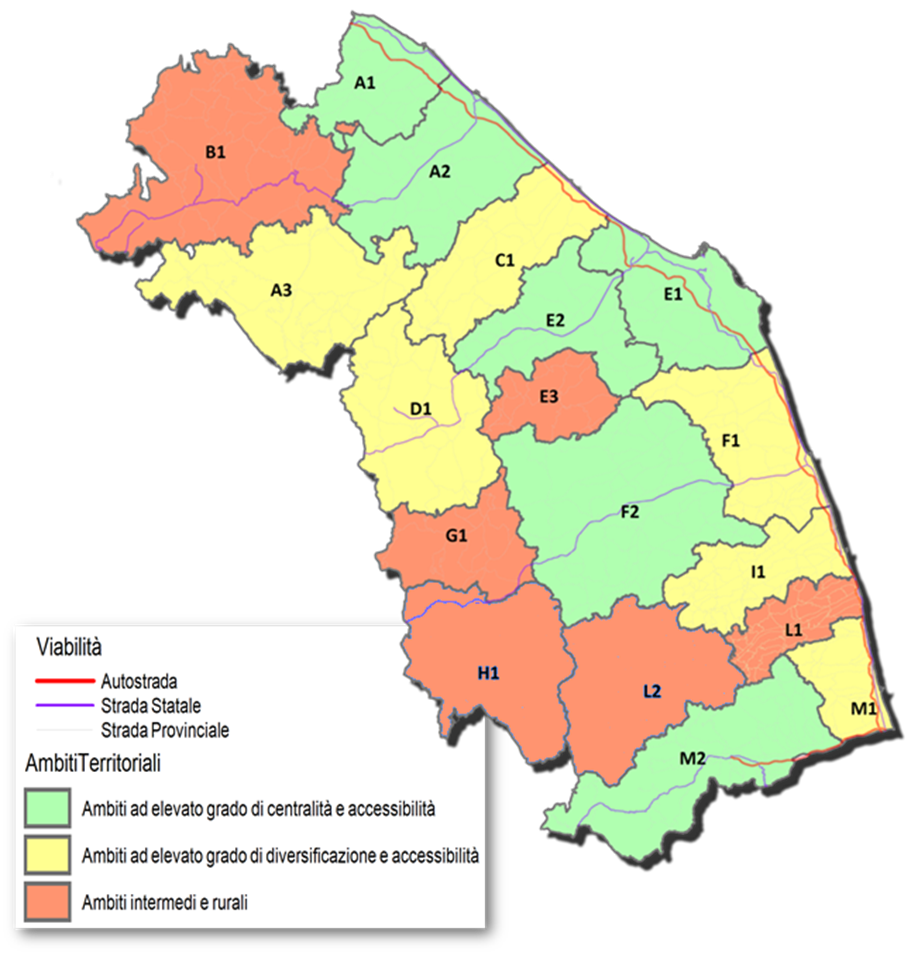 A1
B1
A2
C1
A3
E1
E2
E3
D1
F1
F2
G1
I1
L1
H1
L2
M1
M2
Viabilità
Autostrada
Strada Statale
Strada Provinciale
AmbitiTerritoriali
Ambiti ad elevato grado di centralità e accessibilità
Ambiti ad elevato grado di diversificazione e accessibilità
Ambiti intermedi e rurali